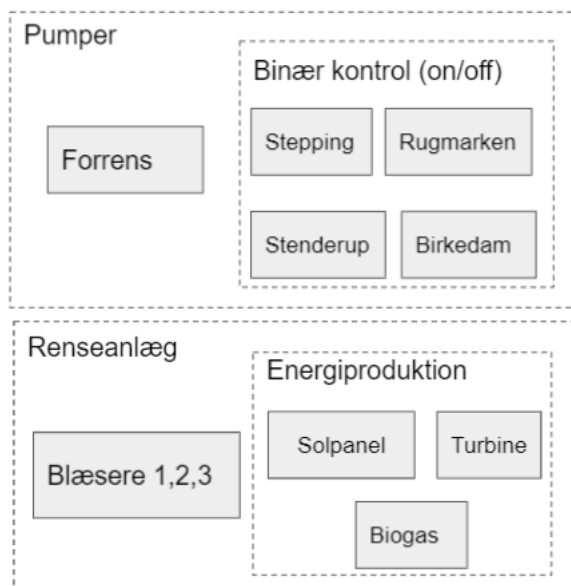 Pumper
Binær kontrol (on/off)
Forrens
Stepping
Rugmarken
Stenderup
Birkedam
Renseanlæg
Energiproduktion
Blæsere 1,2,3
Solpanel
Turbine
Biogas